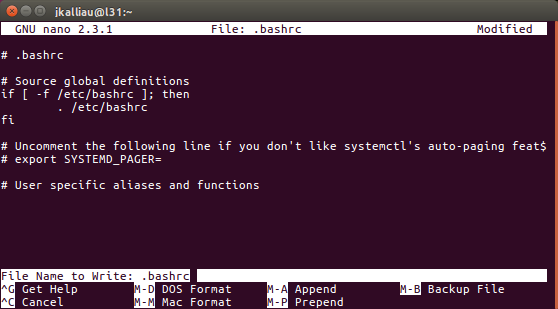 jkalliau@l31:~
GNU nano 2.3.1 File: .bashrc Modified
# .bashrc
# Source global definitions
if [ -f /etc/bashrc ]; then
        . /etc/bashrc
fi
# Uncomment the following line if you don't like systemctl's auto-paging feat$
# export SYSTEMD_PAGER=
# User specific aliases and functions
File Name to Write: .bashrc
^G Get Help M-D DOS Format M-A Append M-B Backup File
^C Cancel M-M Mac Format M-P Prepend